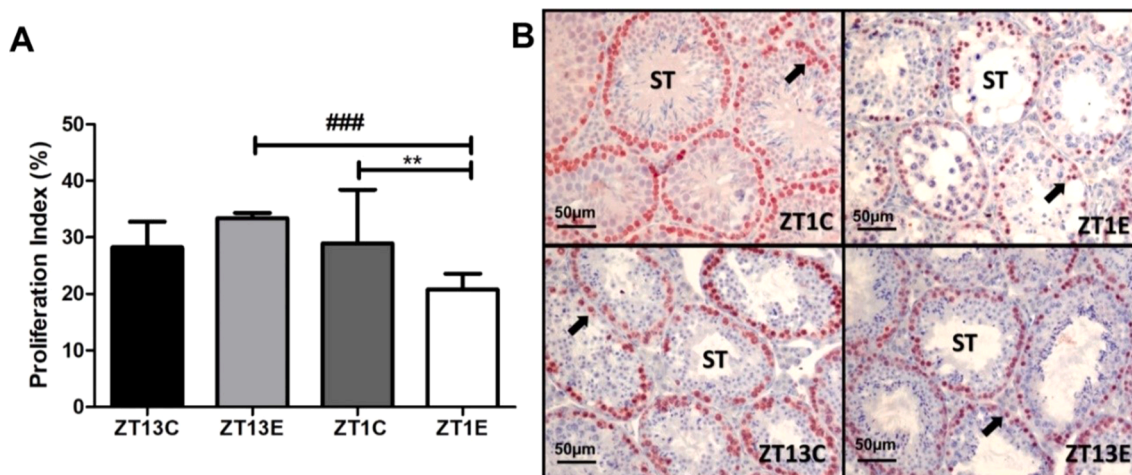 A
Proliferation Index (%)
50
40
30
20
10
0
###
**
ZT13C ZT13E ZT1C ZT1E
B
ST
50µm
ZT1C
ST
50µm
ZT1E
ST
50µm
ZT13C
ST
50µm
ZT13E